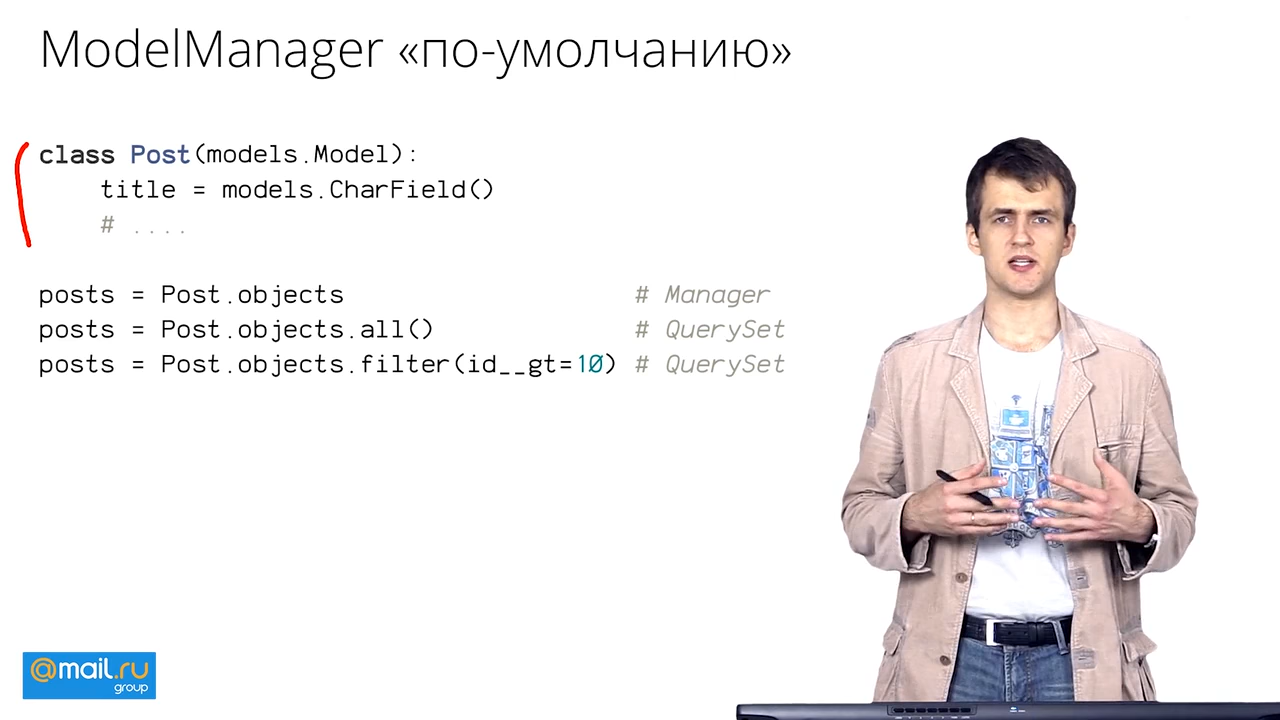 ModelManager «по-умолчанию»
class Post(models.Model):
    title = models.CharField()
    # ....
posts = Post.objects # Manager
posts = Post.objects.all() # QuerySet
posts = Post.objects.filter(id__gt=10) # QuerySet
@mail.ru
group